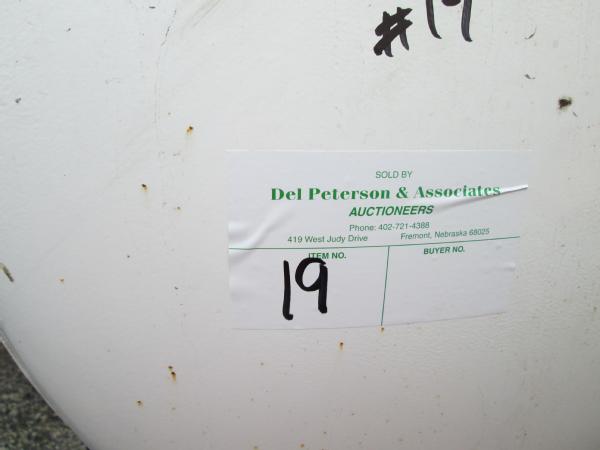 #19
SOLD BY
Del Peterson & Associates
AUCTIONEERS
Phone: 402-721-4388
419 West Judy Drive Fremont, Nebraska 68025
ITEM NO. BUYER NO.
19